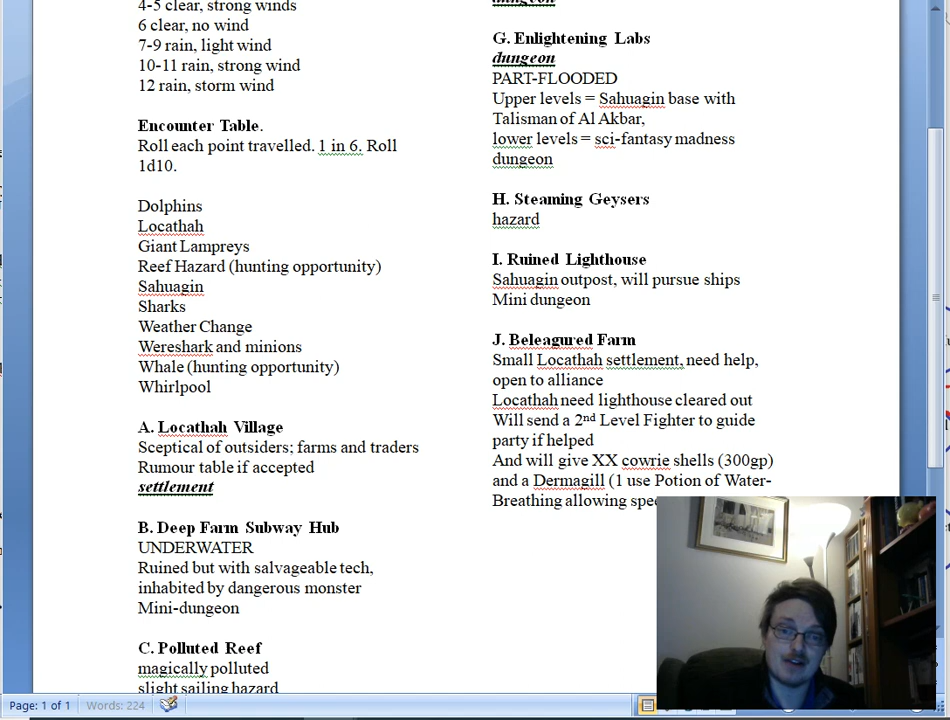 4-5 clear, strong winds
6 clear, no wind
7-9 rain, light wind
10-11 rain, strong wind
12 rain, storm wind
Encounter Table.
Roll each point travelled. 1 in 6. Roll
1d10.
Dolphins
Locathah
Giant Lampreys
Reef Hazard (hunting opportunity)
Sahuagin
Sharks
Weather Change
Wereshark and minions
Whale (hunting opportunity)
Whirlpool
A. Locathah Village
Sceptical of outsiders; farms and traders
Rumour table if accepted
settlement
B. Deep Farm Subway Hub
UNDERWATER
Ruined but with salvageable tech,
inhabited by dangerous monster
Mini-dungeon
C. Polluted Reef
magically polluted
slight sailing hazard
dungeon
G. Enlightening Labs
dungeon
PART-FLOODED
Upper levels = Sahuagin base with
Talisman of Al Akbar,
lower levels = sci-fantasy madness
dungeon
H. Steaming Geysers
hazard
I. Ruined Lighthouse
Sahuagin outpost, will pursue ships
Mini dungeon
J. Beleagured Farm
Small Locathah settlement, need help,
open to alliance
Locathah need lighthouse cleared out
Will send a 2nd Level Fighter to guide
party if helped
And will give XX cowrie shells (300gp)
and a Dermagill (1 use Potion of Water-
Breathing allowing spe
Page: 1 of 1 Words: 224